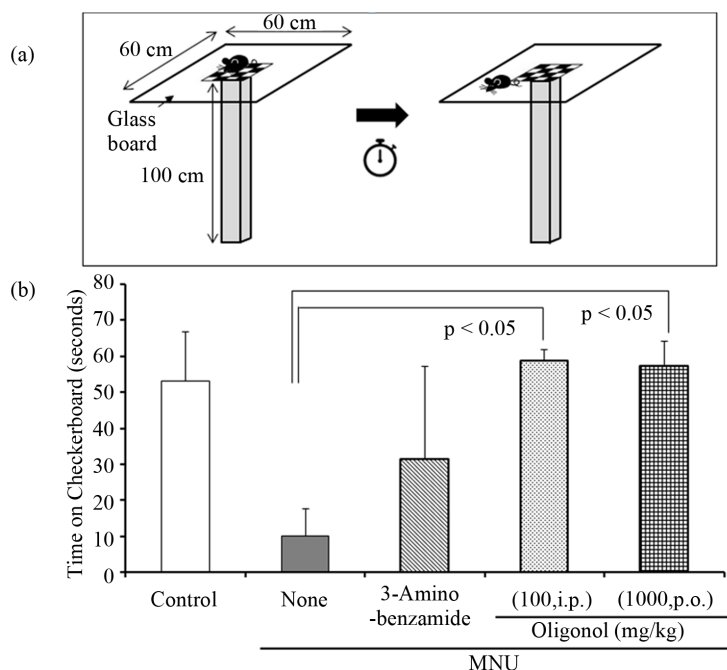 (a)
60 cm
60 cm
Glass
board
100 cm
(b)
Time on Checkerboard (seconds)
80
70
60
50
40
30
20
10
0
p < 0.05
p < 0.05
Control
None
3-Amino
-benzamide
(100,i.p.)
(1000,p.o.)
Oligonol (mg/kg)
MNU